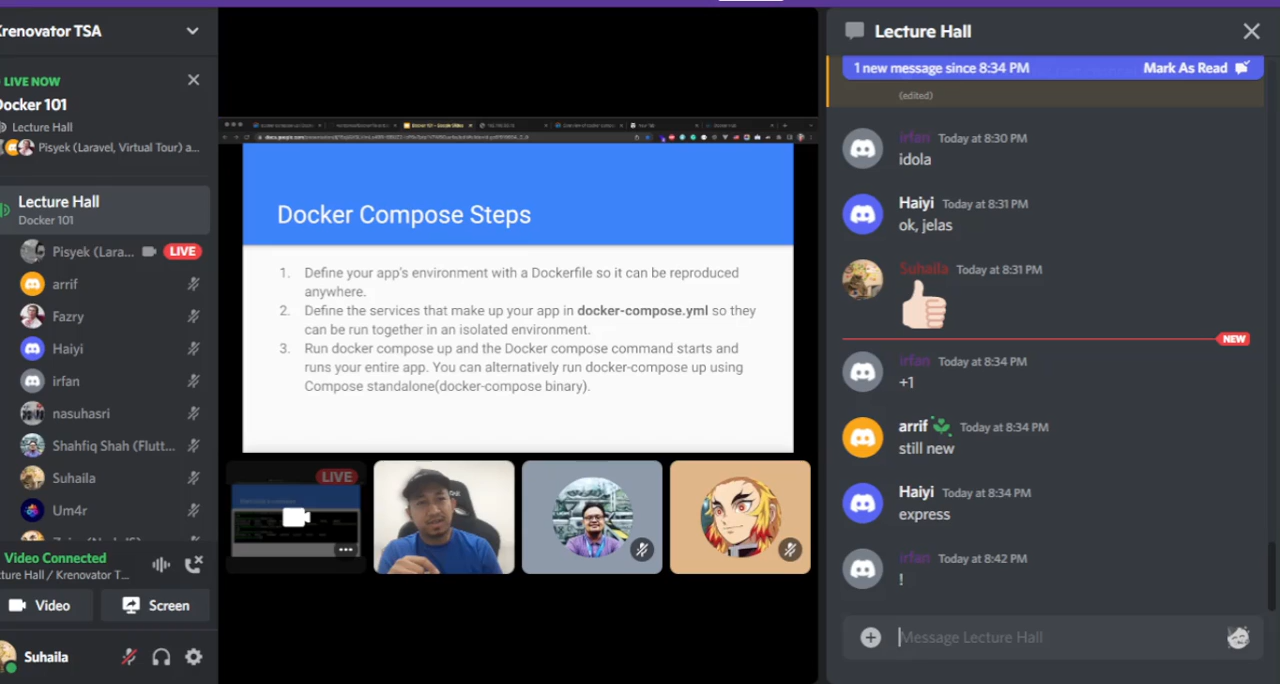 Krenovator TSA
LIVE NOW
Docker 101
Lecture Hall
Pisyek (Laravel, Virtual Tour) a...
Lecture Hall
Docker 101
Pisyek (Lara...
LIVE
arrif
Fazry
Haiyi
irfan
nasuhasri
Shahfiq Shah (Flutt...
Suhaila
Um4r
Video Connected
cture Hall / Krenovator T...
Video
Screen
Suhaila
Docker Compose Steps
1. Define your app's environment with a Dockerfile so it can be reproduced
anywhere.
2. Define the services that make up your app in docker-compose.yml so they
can be run together in an isolated environment.
3. Run docker compose up and the Docker compose command starts and
runs your entire app. You can alternatively run docker-compose up using
Compose standalone(docker-compose binary).
LIVE
Lecture Hall
1 new message since 8:34 PM
Mark As Read
(edited)
irfan Today at 8:30 PM
idola
Haiyi Today at 8:31 PM
ok, jelas
Suhaila Today at 8:31 PM
NEW
irfan Today at 8:34 PM
+1
arrif Today at 8:34 PM
still new
Haiyi Today at 8:34 PM
express
irfan Today at 8:42 PM
!
Message Lecture Hall